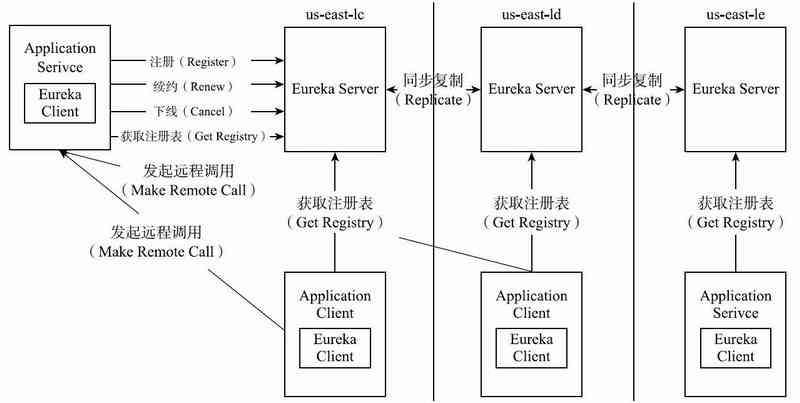 us-east-lc
us-east-ld
us-east-le
Application
Serivce
Eureka
Client
注册（Register）
续约（Renew）
下线（Cancel）
获取注册表（Get Registry）
Eureka Server
同步复制
（Replicate）
Eureka Server
同步复制
（Replicate）
Eureka Server
发起远程调用
（Make Remote Call）
发起远程调用
（Make Remote Call）
获取注册表
（Get Registry）
获取注册表
（Get Registry）
获取注册表
（Get Registry）
Application
Client
Eureka
Client
Application
Client
Eureka
Client
Application
Serivce
Eureka
Client